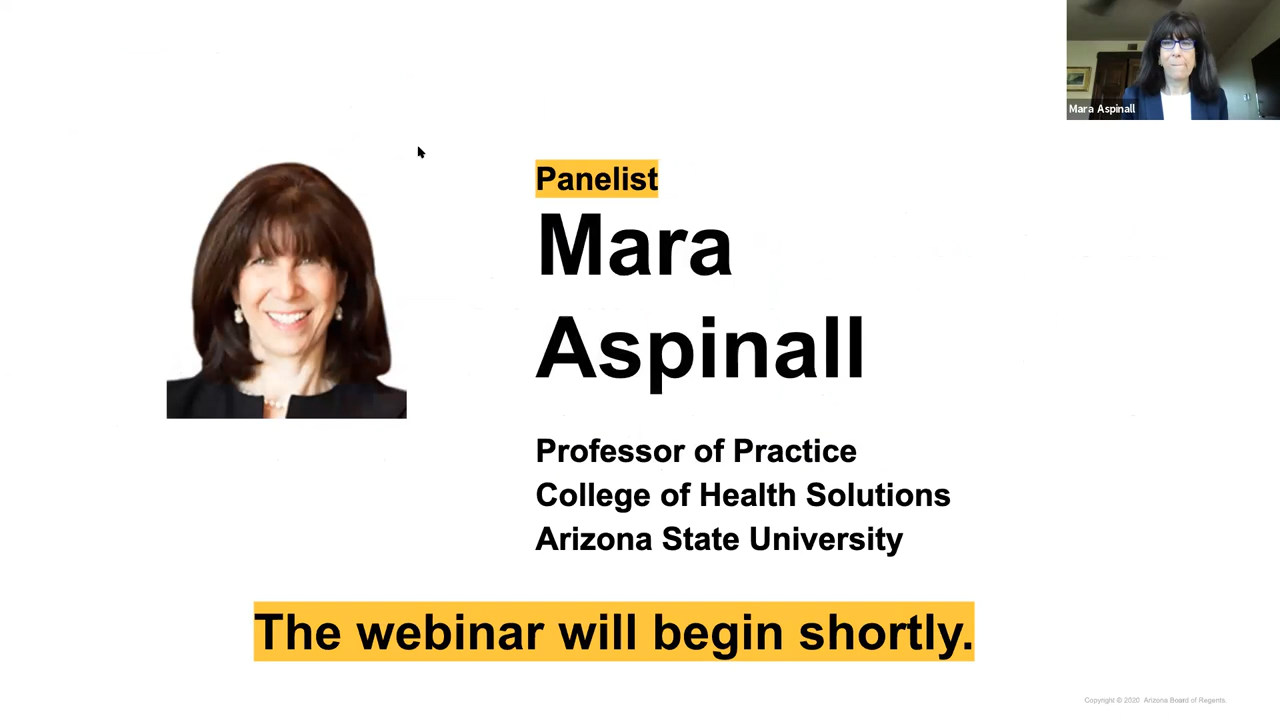 Mara Aspinall
Panelist
Mara
Aspinall
Professor of Practice
College of Health Solutions
Arizona State University
The webinar will begin shortly.
Copyright © 2020 Arizona Board of Regents.